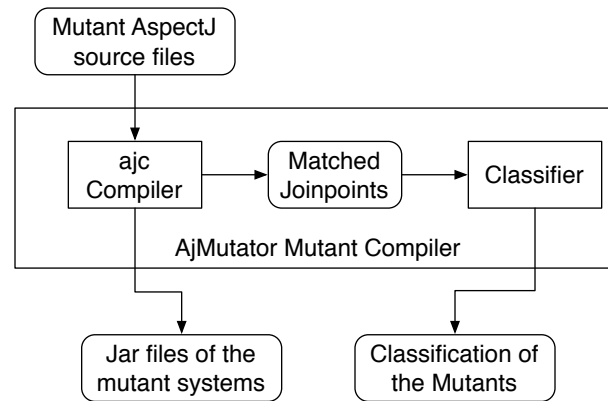 Mutant AspectJ
source files
ajc
Compiler
Matched
Joinpoints
Classifier
AjMutator Mutant Compiler
Jar files of the
mutant systems
Classification of
the Mutants